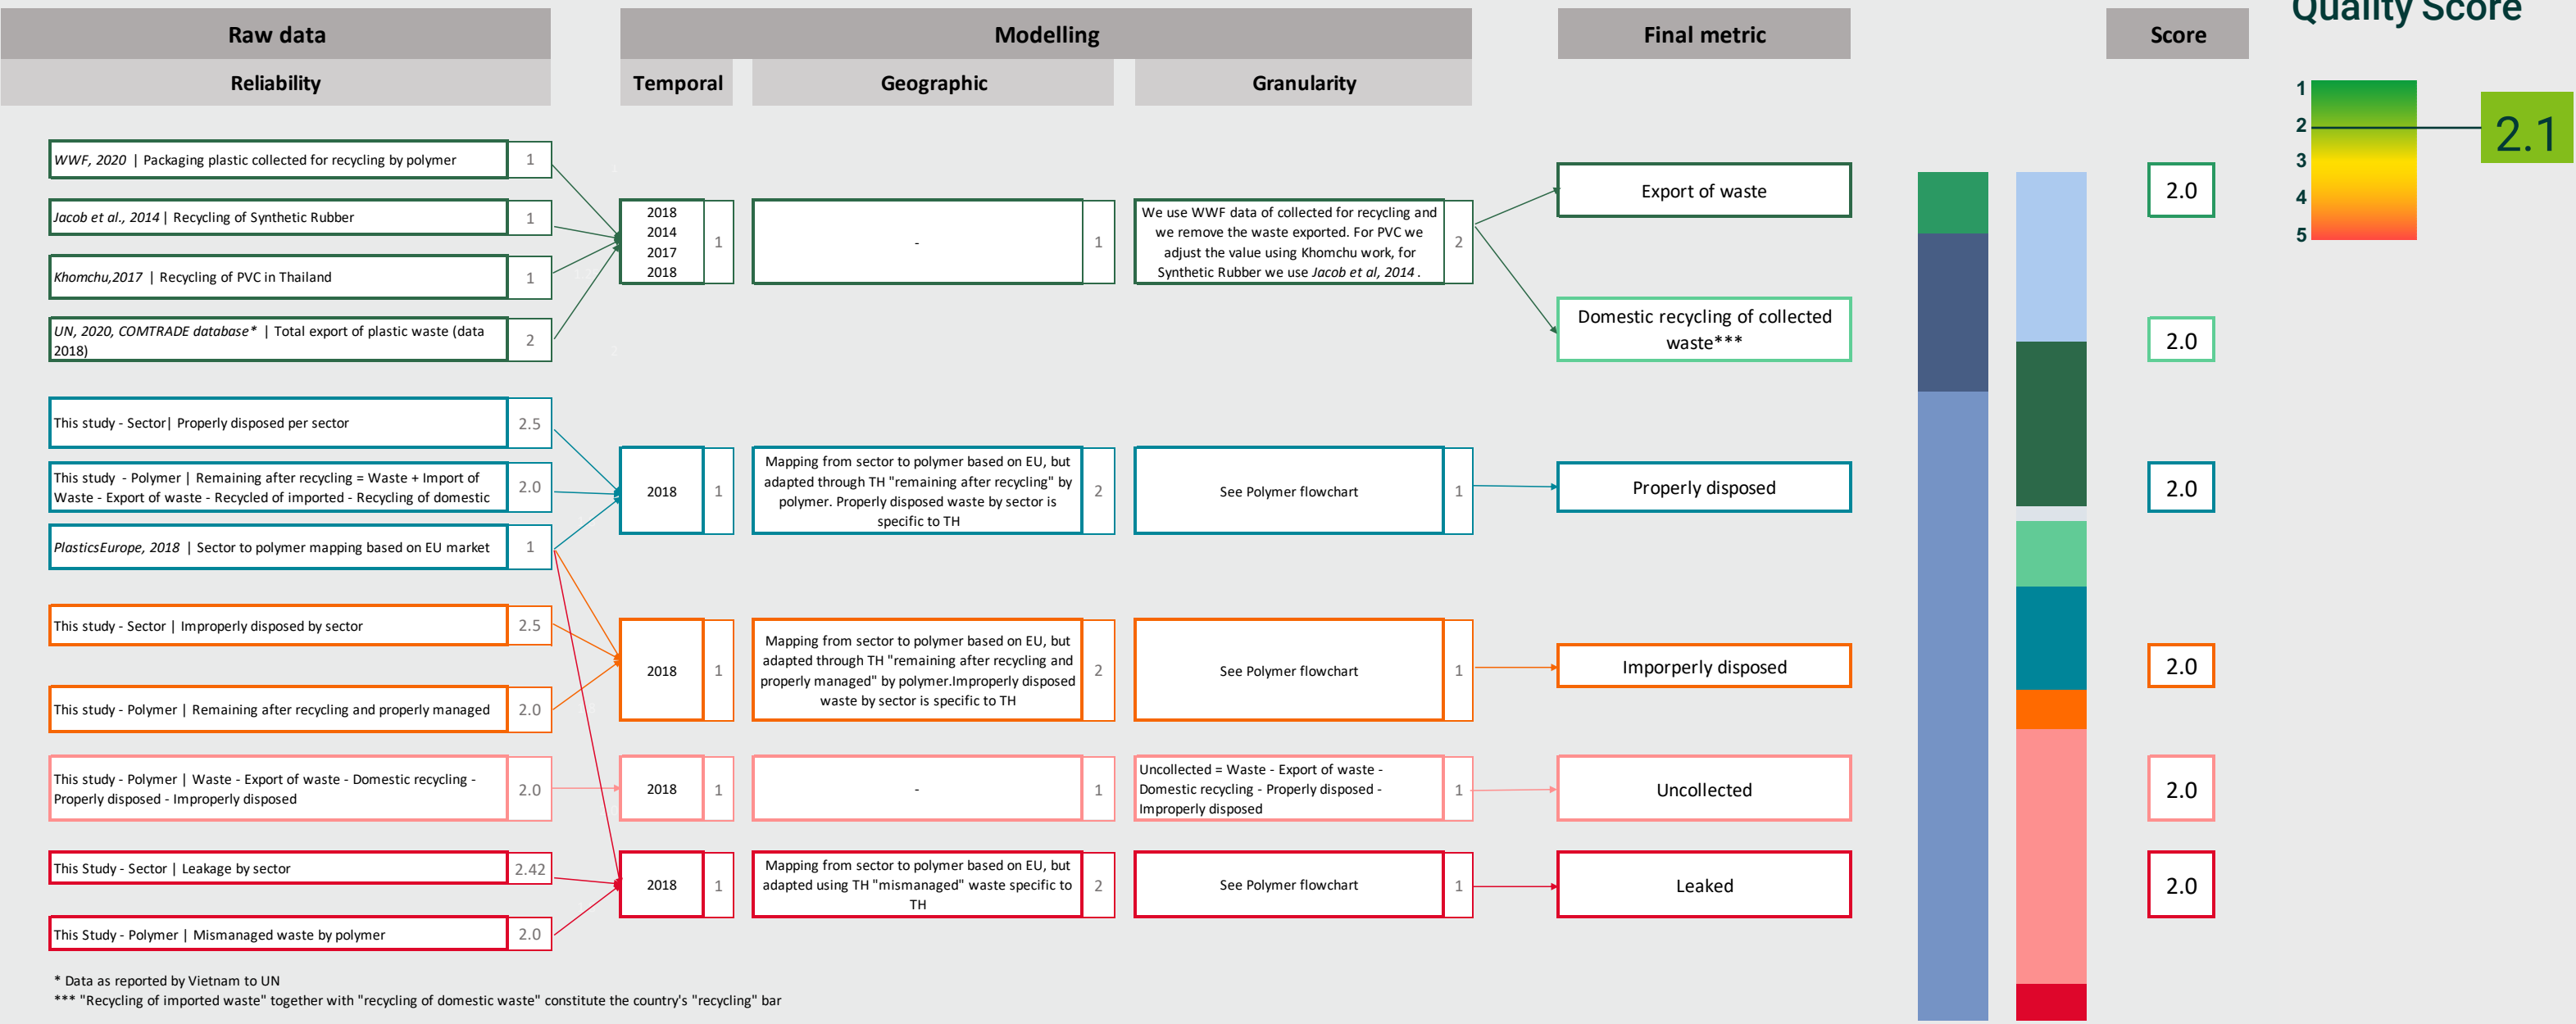 Quality Score
Raw data
Modelling
Final metric
Score
Reliability
Temporal
Geographic
Granularity
1
2
3
4
5
2.1
WWF, 2020 | Packaging plastic collected for recycling by polymer
1
Jacob et al., 2014 | Recycling of Synthetic Rubber
1
Khomchu,2017 | Recycling of PVC in Thailand
1
UN, 2020, COMTRADE database* | Total export of plastic waste (data
2018)
2
2018
2014
2017
2018
1
-
1
We use WWF data of collected for recycling and
we remove the waste exported. For PVC we
adjust the value using Khomchu work, for
Synthetic Rubber we use Jacob et al, 2014 .
2
Export of waste
2.0
Domestic recycling of collected
waste***
2.0
This study - Sector| Properly disposed per sector
2.5
This study - Polymer | Remaining after recycling = Waste + Import of
Waste - Export of waste - Recycled of imported - Recycling of domestic
2.0
PlasticsEurope, 2018 | Sector to polymer mapping based on EU market
1
2018
1
Mapping from sector to polymer based on EU, but
adapted through TH "remaining after recycling" by
polymer. Properly disposed waste by sector is
specific to TH
2
See Polymer flowchart
1
Properly disposed
2.0
This study - Sector | Improperly disposed by sector
2.5
This study - Polymer | Remaining after recycling and properly managed
2.0
2018
1
Mapping from sector to polymer based on EU, but
adapted through TH "remaining after recycling and
properly managed" by polymer.Improperly disposed
waste by sector is specific to TH
2
See Polymer flowchart
1
Imporperly disposed
2.0
This study - Polymer | Waste - Export of waste - Domestic recycling -
Properly disposed - Improperly disposed
2.0
2018
1
-
1
Uncollected = Waste - Export of waste -
Domestic recycling - Properly disposed -
Improperly disposed
1
Uncollected
2.0
This Study - Sector | Leakage by sector
2.42
This Study - Polymer | Mismanaged waste by polymer
2.0
2018
1
Mapping from sector to polymer based on EU, but
adapted using TH "mismanaged" waste specific to
TH
2
See Polymer flowchart
1
Leaked
2.0
* Data as reported by Vietnam to UN
*** "Recycling of imported waste" together with "recycling of domestic waste" constitute the country's "recycling" bar